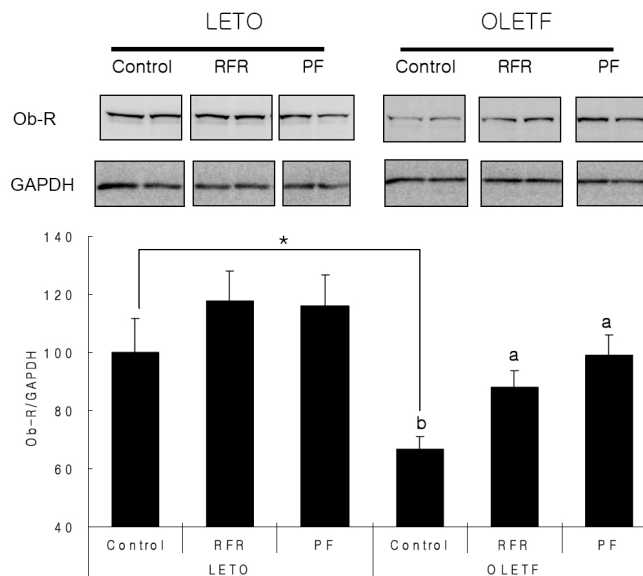 LETO OLETF
Control RFR PF Control RFR PF
Ob-R
GAPDH
140
120
100
80
60
40
Ob-R/GAPDH
*
b
a
a
Control RFR PF Control RFR PF
LETO OLETF